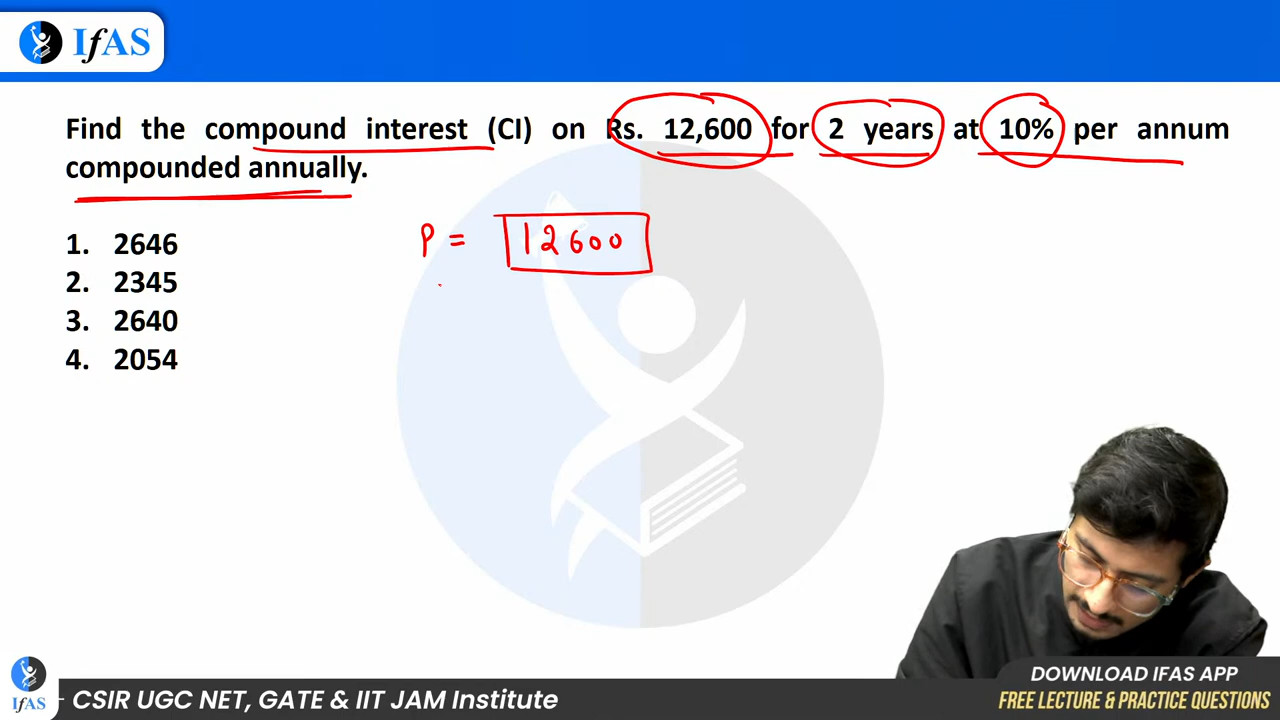 IfAS
Find the compound interest (CI) on Rs. 12,600 for 2 years at 10% per annum
compounded annually.
1. 2646
2. 2345
3. 2640
4. 2054
P = 12600
IfAS
CSIR UGC NET, GATE & IIT JAM Institute
DOWNLOAD IFAS APP
FREE LECTURE & PRACTICE QUESTIONS